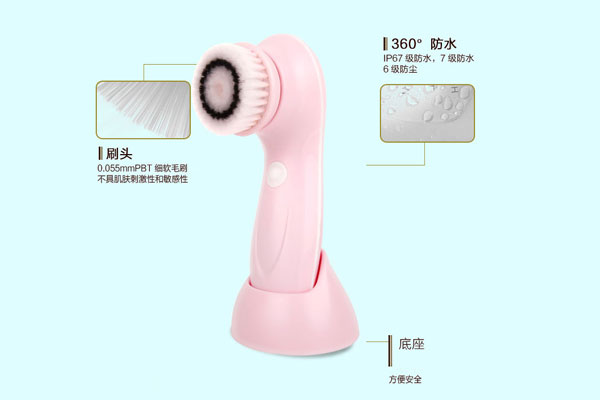 360° 防水
IP67 级防水，7 级防水
6 级防尘
刷头
0.055mmPBT 细软毛刷
不具肌肤刺激性和敏感性
底座
方便安全